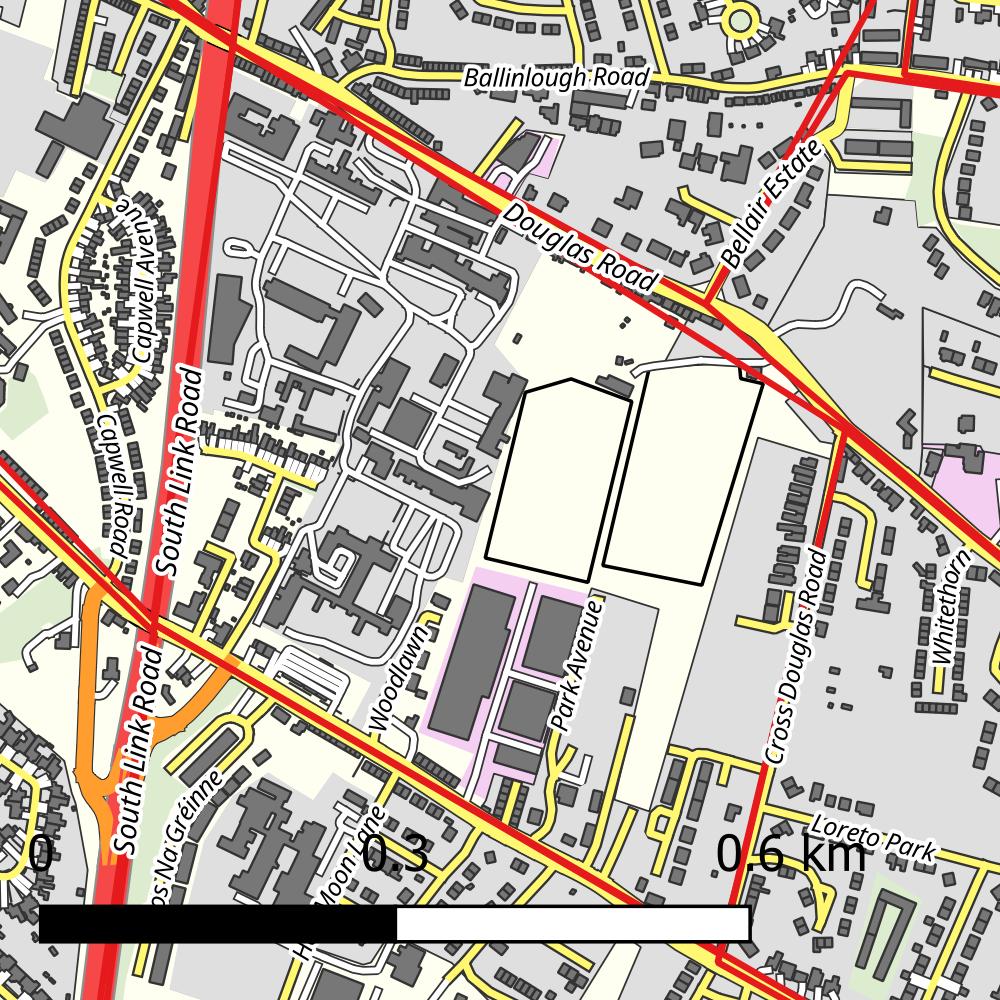 Ballinlough Road
Bellair Estate
Capwell Avenue
Douglas Road
South Link Road
Capwell Road
Whitethorn
Cross Douglas Road
Park Avenue
Woodlawn
South Link Road
os Na Gréinne
Moon Lane
Loreto Park
0
0.3
0.6 km
H